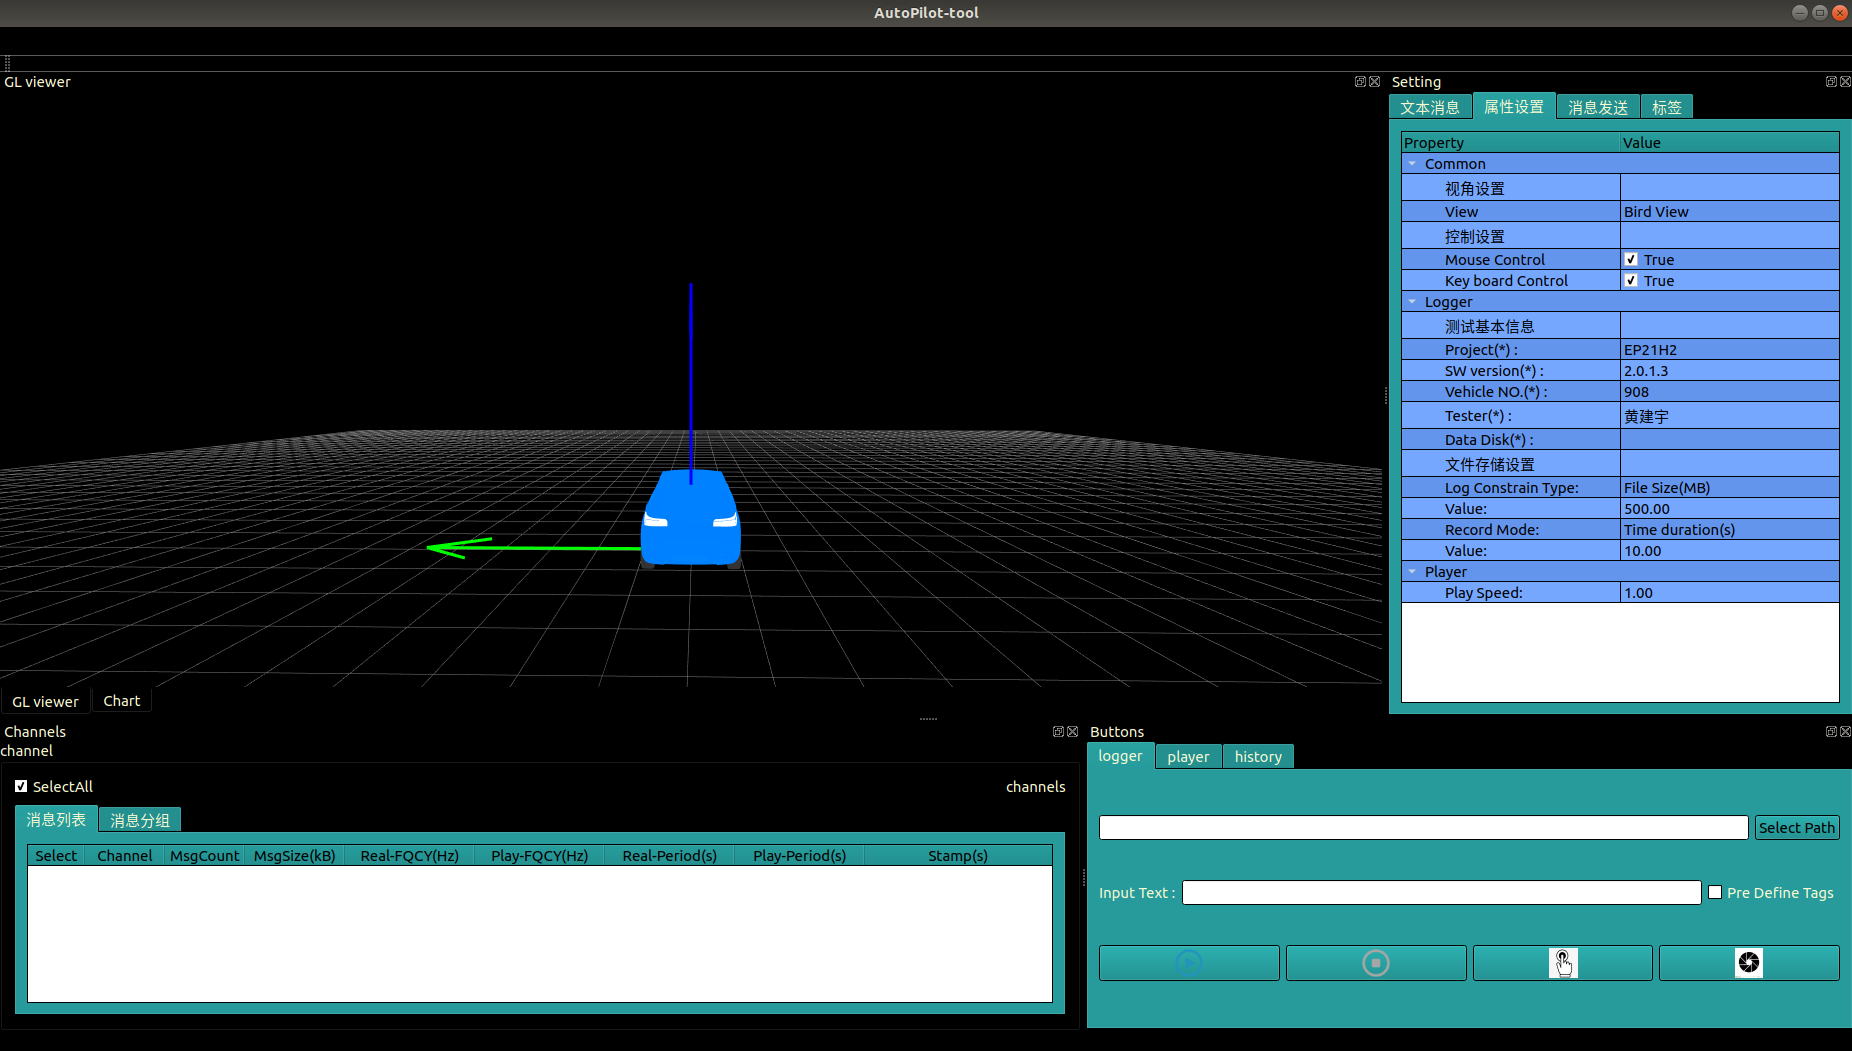 AutoPilot-tool
GL viewer
Setting
文本消息 属性设置 消息发送 标签
Property Value
Common
视角设置
View Bird View
控制设置
Mouse Control True
Key board Control True
Logger
测试基本信息
Project(*) : EP21H2
SW version(*) : 2.0.1.3
Vehicle NO.(*) : 908
Tester(*) : 黄建宇
Data Disk(*) :
文件存储设置
Log Constrain Type: File Size(MB)
Value: 500.00
Record Mode: Time duration(s)
Value: 10.00
Player
Play Speed: 1.00
GL viewer Chart
Channels
channel
SelectAll channels
消息列表 消息分组
Select Channel MsgCount MsgSize(kB) Real-FQCY(Hz) Play-FQCY(Hz) Real-Period(s) Play-Period(s) Stamp(s)
Buttons
logger player history
Select Path
Input Text : Pre Define Tags